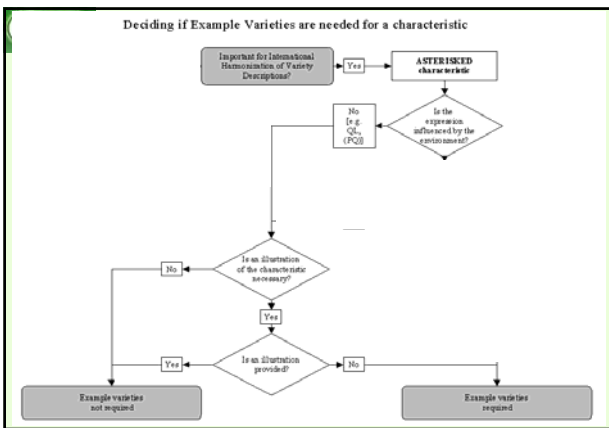 Deciding if Example Varieties are needed for a characteristic
Important for International
Harmonization of Variety
Descriptions?
Yes
ASTERISKED
characteristic
No
[e.g.
QL,
(PQ)]
Is the
expression
influenced by the
environment?
Is an illustration
of the characteristic
necessary?
No
Yes
Is an illustration
provided?
Yes
No
Example varieties
not required
Example varieties
required